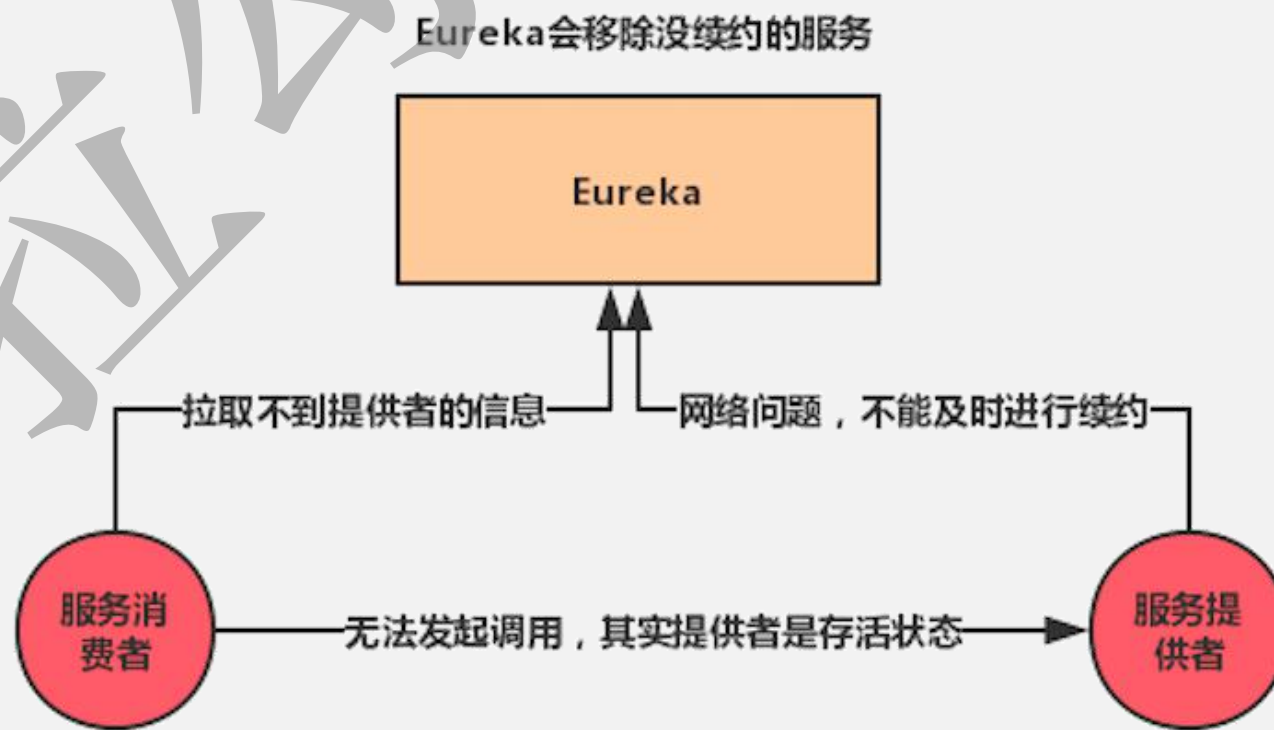 Eureka会移除没续约的服务
Eureka
拉取不到提供者的信息
网络问题，不能及时进行续约
服务消
费者
无法发起调用，其实提供者是存活状态
服务提
供者